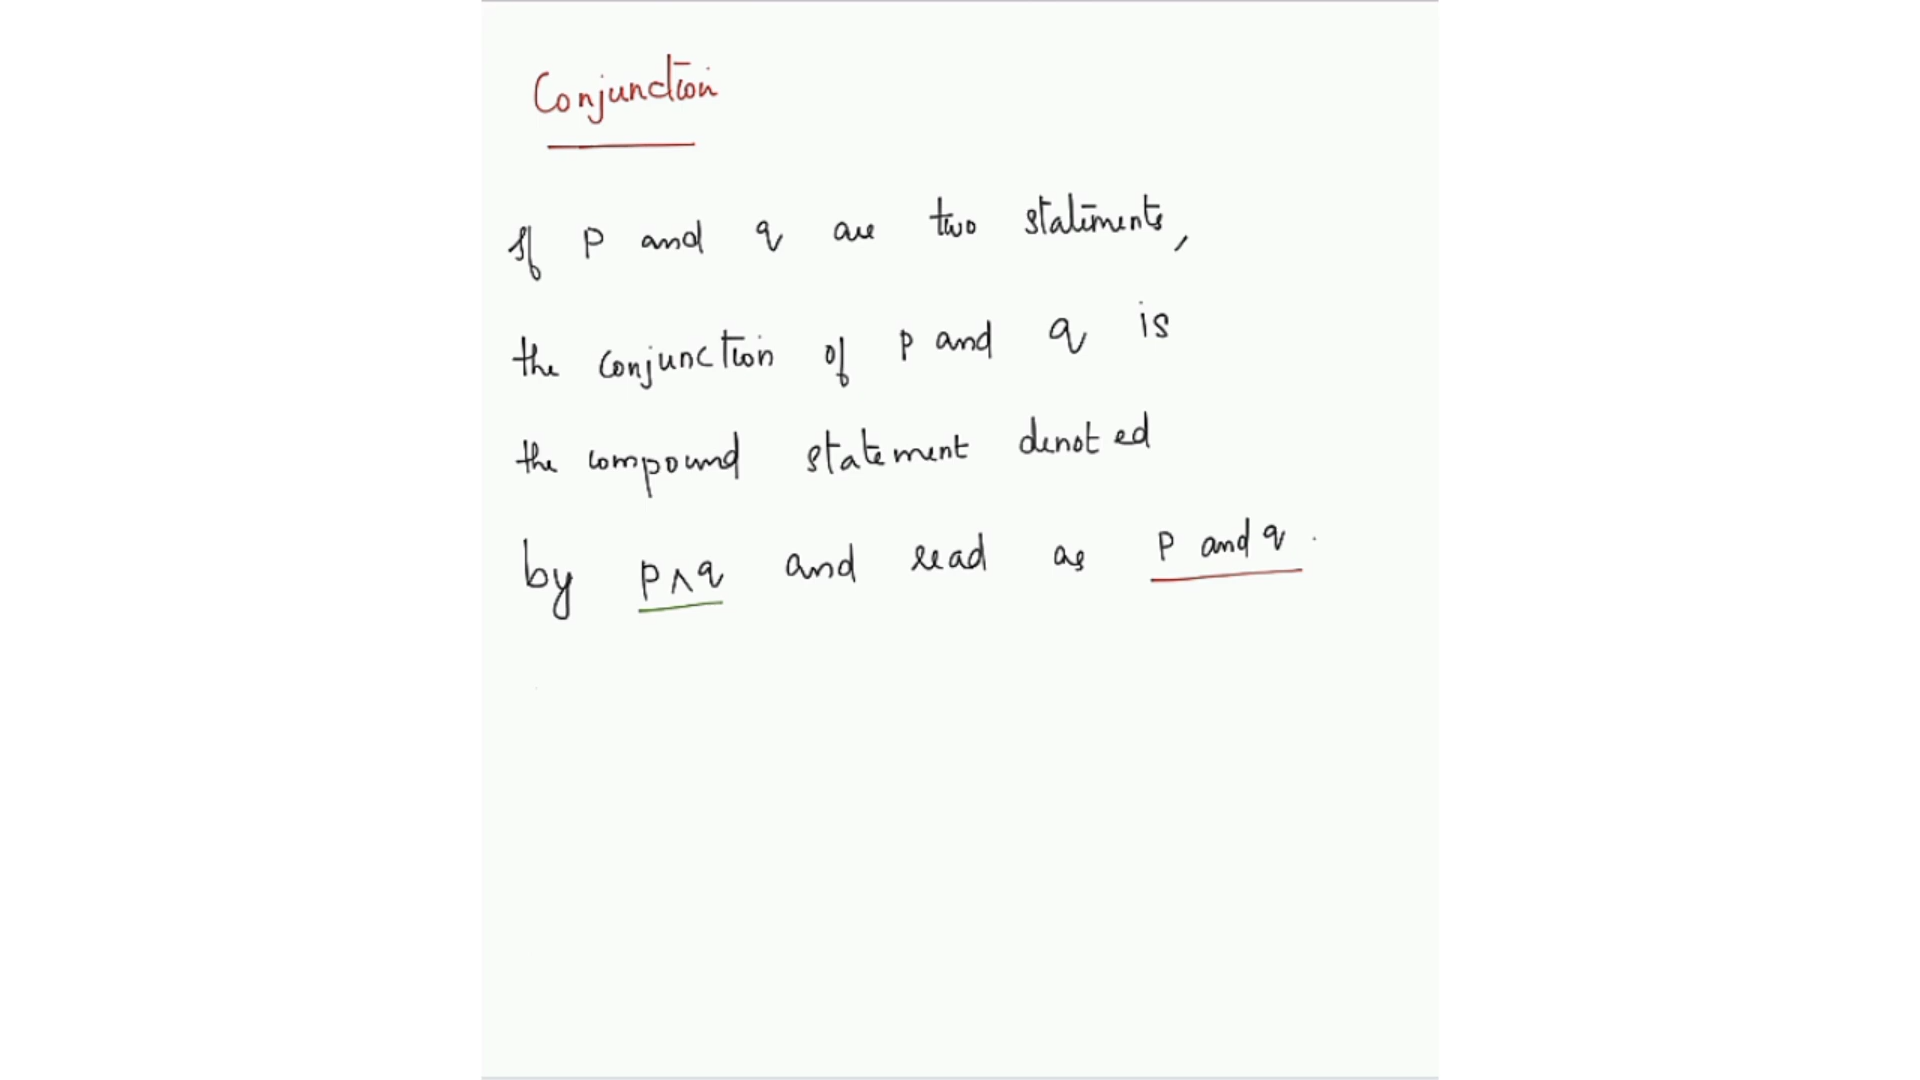 Conjunction
If p and q are two statements,
the conjunction of p and q is
the compound statement denoted
by p∧q and read as p and q.